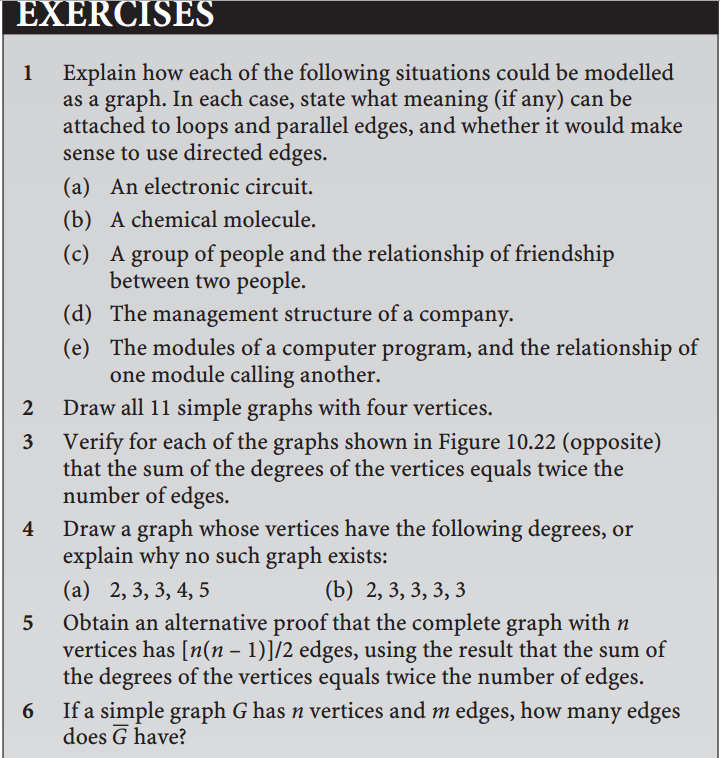 EXERCISES
1 Explain how each of the following situations could be modelled
as a graph. In each case, state what meaning (if any) can be
attached to loops and parallel edges, and whether it would make
sense to use directed edges.
(a) An electronic circuit.
(b) A chemical molecule.
(c) A group of people and the relationship of friendship
between two people.
(d) The management structure of a company.
(e) The modules of a computer program, and the relationship of
one module calling another.
2 Draw all 11 simple graphs with four vertices.
3 Verify for each of the graphs shown in Figure 10.22 (opposite)
that the sum of the degrees of the vertices equals twice the
number of edges.
4 Draw a graph whose vertices have the following degrees, or
explain why no such graph exists:
(a) 2, 3, 3, 4, 5 (b) 2, 3, 3, 3, 3
5 Obtain an alternative proof that the complete graph with n
vertices has [n(n – 1)]/2 edges, using the result that the sum of
the degrees of the vertices equals twice the number of edges.
6 If a simple graph G has n vertices and m edges, how many edges
does G̅ have?